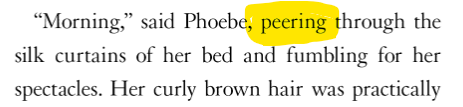 “Morning,” said Phoebe, peering through the
silk curtains of her bed and fumbling for her
spectacles. Her curly brown hair was practically